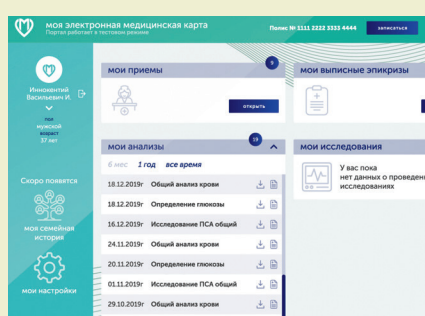 моя электронная медицинская карта
Портал работает в тестовом режиме
Полис № 1111 2222 3333 4444
записаться
Иннокентий
Васильевич И.
пол
мужской
возраст
37 лет
Скоро появятся
моя семейная
история
мои настройки
мои приемы
9
открыть
мои выписные эпикризы
мои анализы
19
6 мес 1 год все время
18.12.2019г Общий анализ крови
18.12.2019г Определение глюкозы
16.12.2019г Исследование ПСА общий
24.11.2019г Общий анализ крови
20.11.2019г Определение глюкозы
01.11.2019г Исследование ПСА общий
29.10.2019г Общий анализ крови
мои исследования
У вас пока
нет данных о проведен
исследованиях